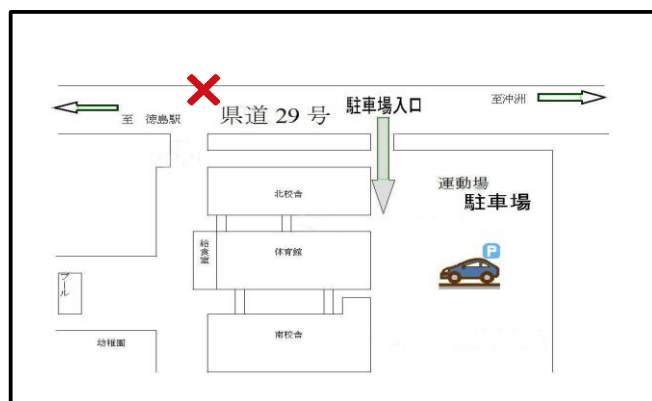 至 徳島駅
県道 29 号
駐車場入口
至沖洲
北校舎
運動場
駐車場
給食室
体育館
P
プール
幼稚園
南校舎